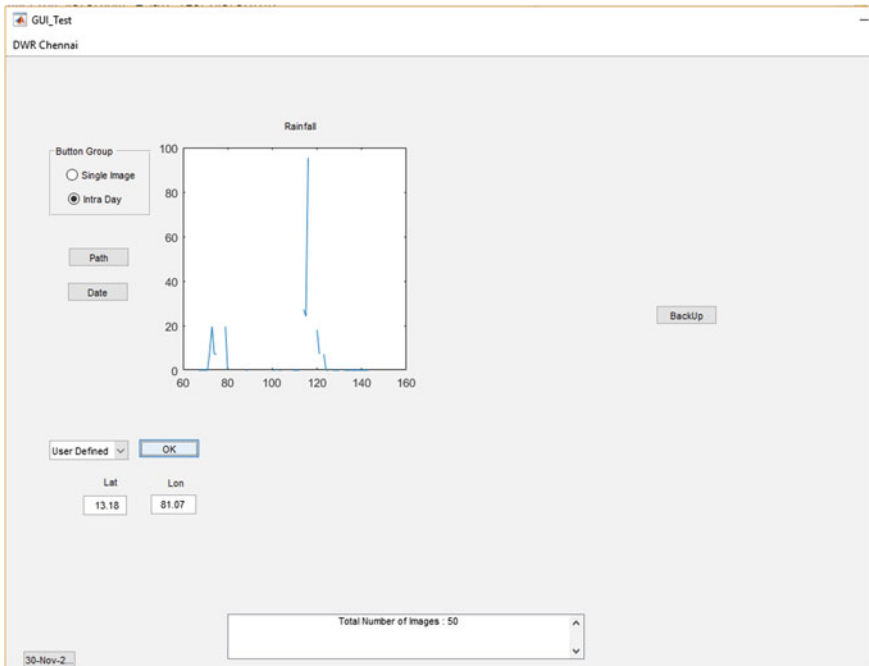 GUI_Test
DWR Chennai
Rainfall
Button Group
Single Image
Intra Day
Path
Date
100
80
60
40
20
0
60 80 100 120 140 160
BackUp
User Defined OK
Lat Lon
13.18 81.07
Total Number of Images : 50
30-Nov-2...